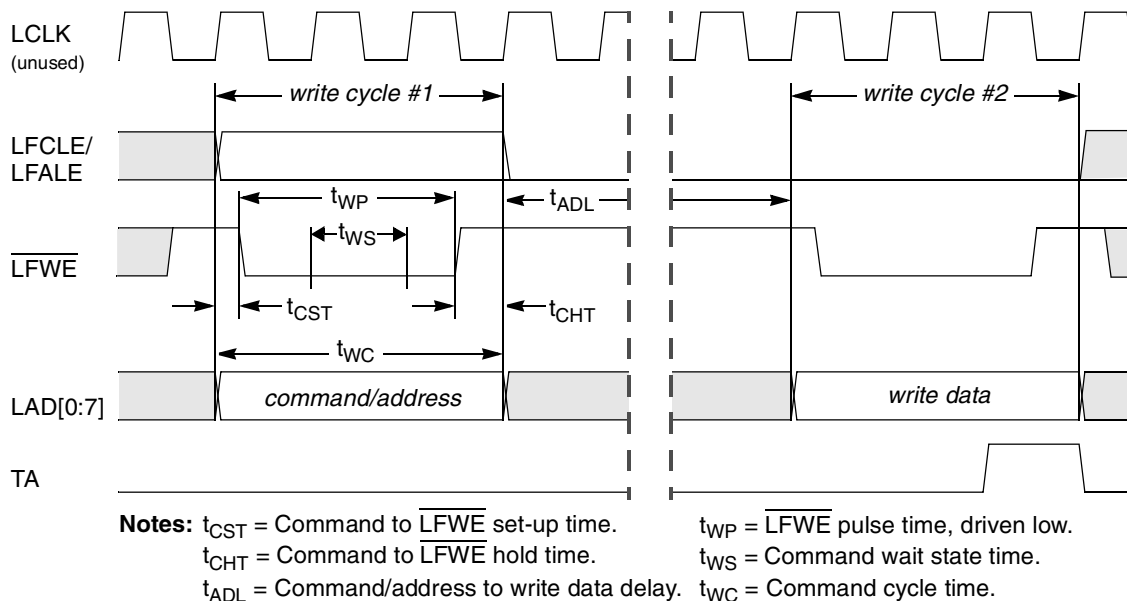 LCLK
(unused)
write cycle #1
write cycle #2
LFCLE/
LFALE
tWP
tADL
tWS
LFWE
tCST
tCHT
tWC
LAD[0:7]
command/address
write data
TA
Notes: tCST = Command to LFWE set-up time.
tWP = LFWE pulse time, driven low.
tCHT = Command to LFWE hold time.
tWS = Command wait state time.
tADL = Command/address to write data delay.
tWC = Command cycle time.